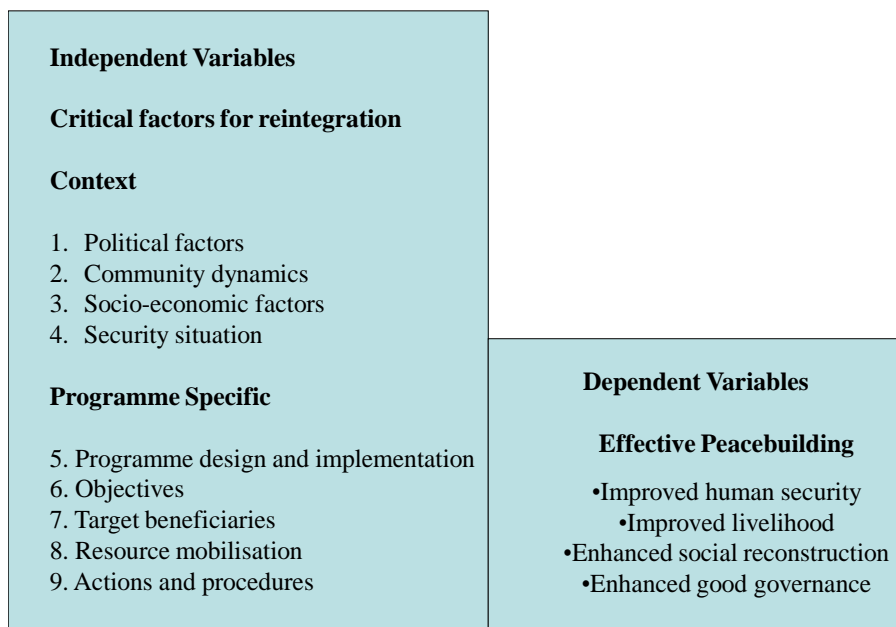 Independent Variables
Critical factors for reintegration
Context
1. Political factors
2. Community dynamics
3. Socio-economic factors
4. Security situation
Programme Specific
5. Programme design and implementation
6. Objectives
7. Target beneficiaries
8. Resource mobilisation
9. Actions and procedures
Dependent Variables
Effective Peacebuilding
•Improved human security
•Improved livelihood
•Enhanced social reconstruction
•Enhanced good governance